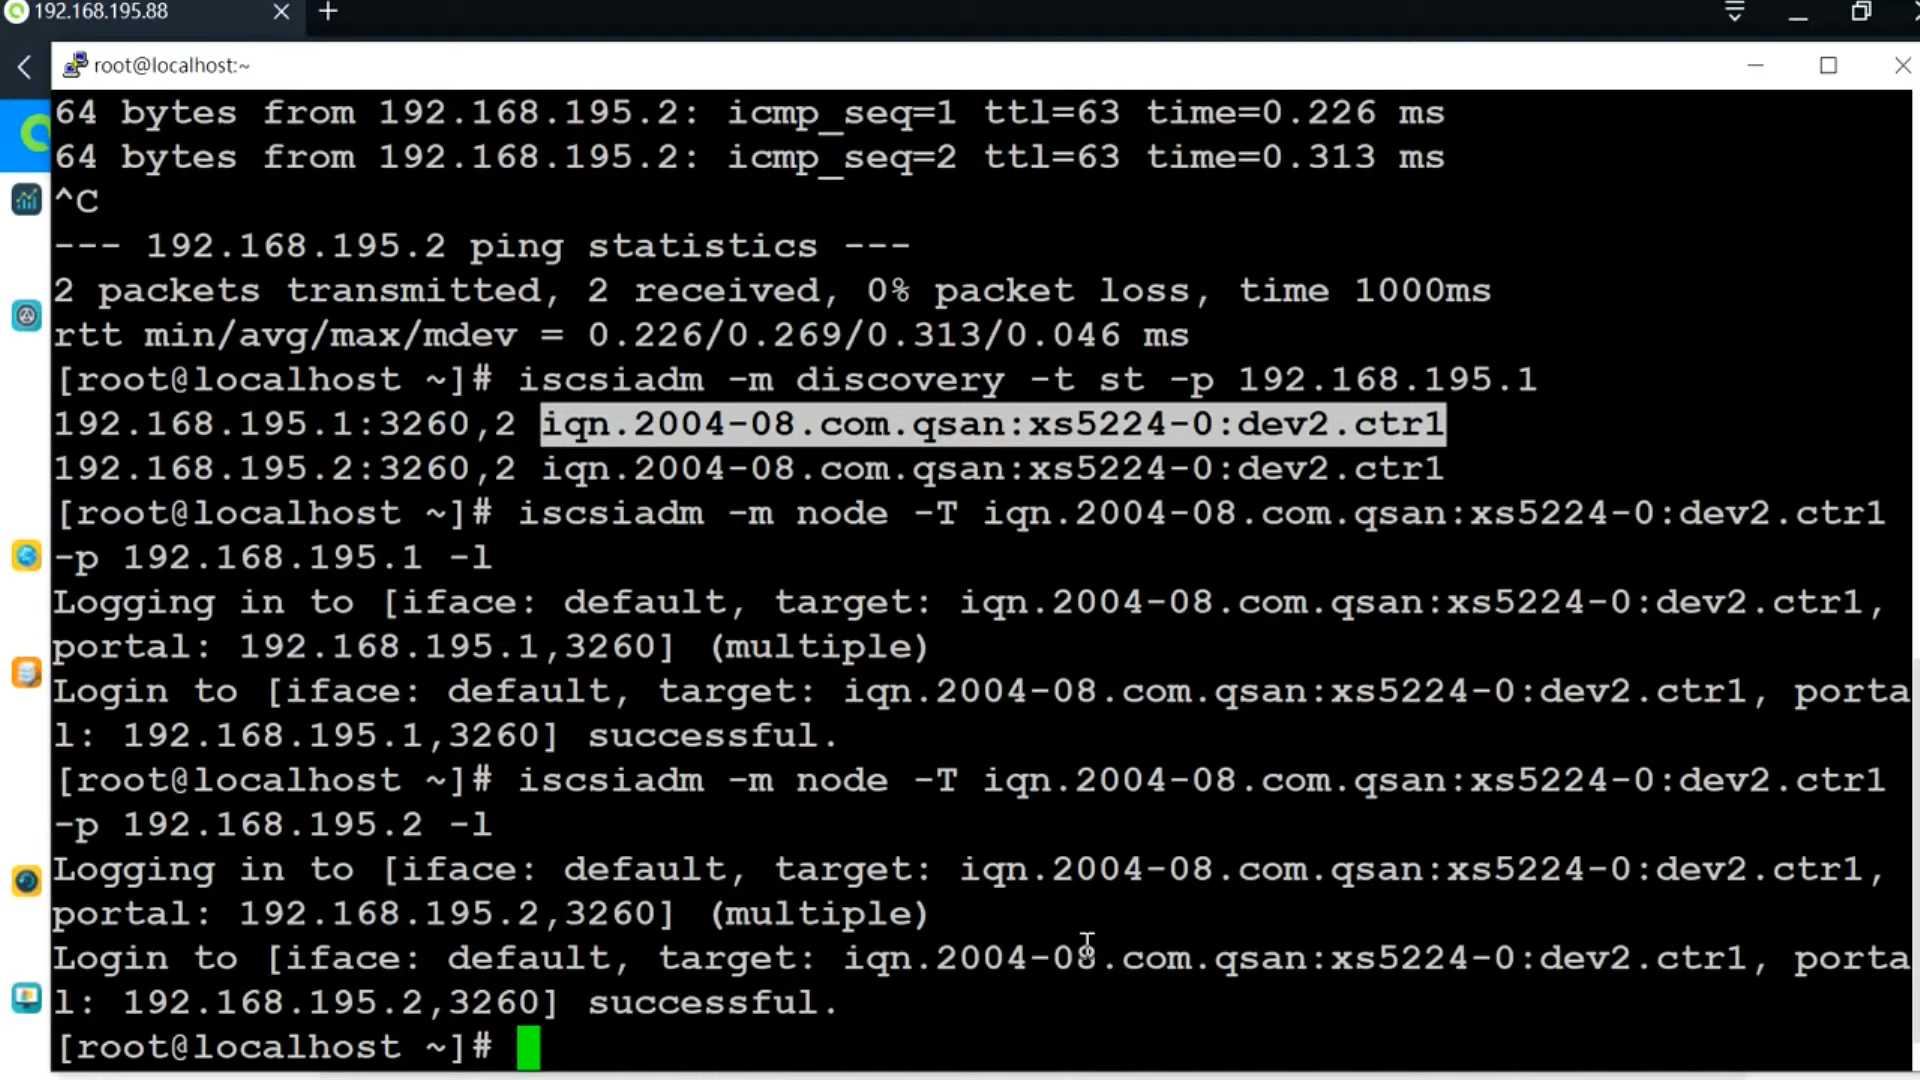 192.168.195.88
root@localhost:~
64 bytes from 192.168.195.2: icmp_seq=1 ttl=63 time=0.226 ms
64 bytes from 192.168.195.2: icmp_seq=2 ttl=63 time=0.313 ms
^C
--- 192.168.195.2 ping statistics ---
2 packets transmitted, 2 received, 0% packet loss, time 1000ms
rtt min/avg/max/mdev = 0.226/0.269/0.313/0.046 ms
[root@localhost ~]# iscsiadm -m discovery -t st -p 192.168.195.1
192.168.195.1:3260,2 iqn.2004-08.com.qsan:xs5224-0:dev2.ctr1
192.168.195.2:3260,2 iqn.2004-08.com.qsan:xs5224-0:dev2.ctr1
[root@localhost ~]# iscsiadm -m node -T iqn.2004-08.com.qsan:xs5224-0:dev2.ctr1
-p 192.168.195.1 -l
Logging in to [iface: default, target: iqn.2004-08.com.qsan:xs5224-0:dev2.ctr1,
portal: 192.168.195.1,3260] (multiple)
Login to [iface: default, target: iqn.2004-08.com.qsan:xs5224-0:dev2.ctr1, porta
l: 192.168.195.1,3260] successful.
[root@localhost ~]# iscsiadm -m node -T iqn.2004-08.com.qsan:xs5224-0:dev2.ctr1
-p 192.168.195.2 -l
Logging in to [iface: default, target: iqn.2004-08.com.qsan:xs5224-0:dev2.ctr1,
portal: 192.168.195.2,3260] (multiple)
Login to [iface: default, target: iqn.2004-08.com.qsan:xs5224-0:dev2.ctr1, porta
l: 192.168.195.2,3260] successful.
[root@localhost ~]#